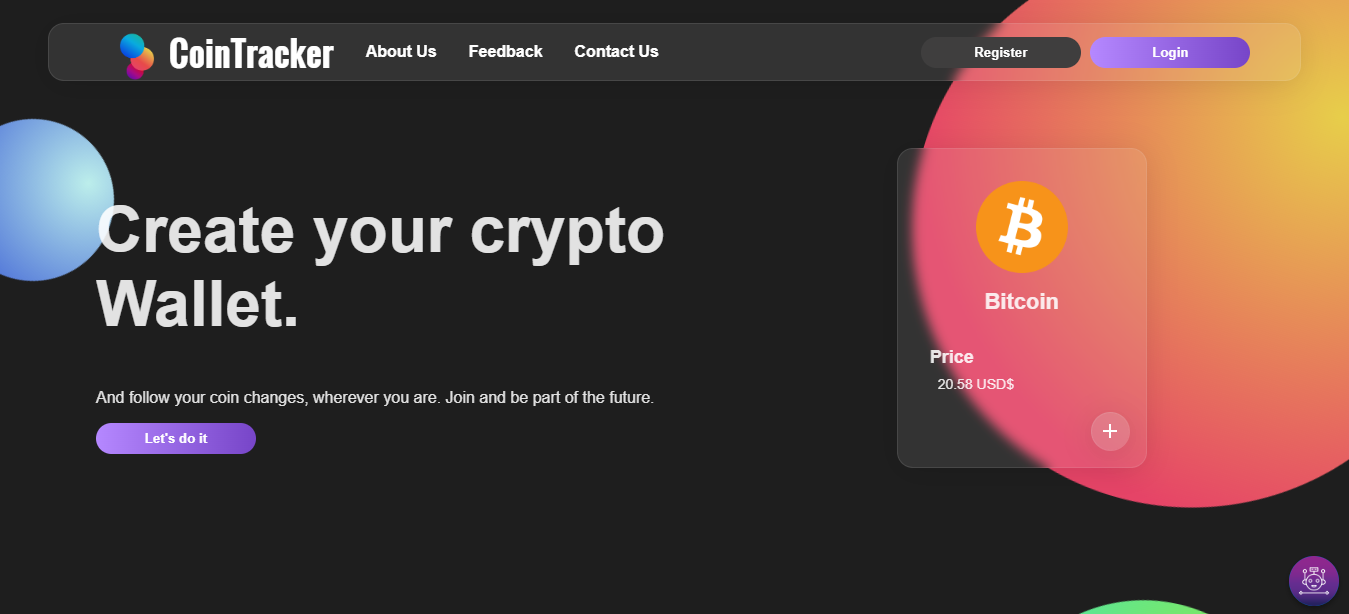 CoinTracker About Us Feedback Contact Us Register Login
Create your crypto
Wallet.
And follow your coin changes, wherever you are. Join and be part of the future.
Let's do it
Bitcoin
Price
20.58 USD$
+